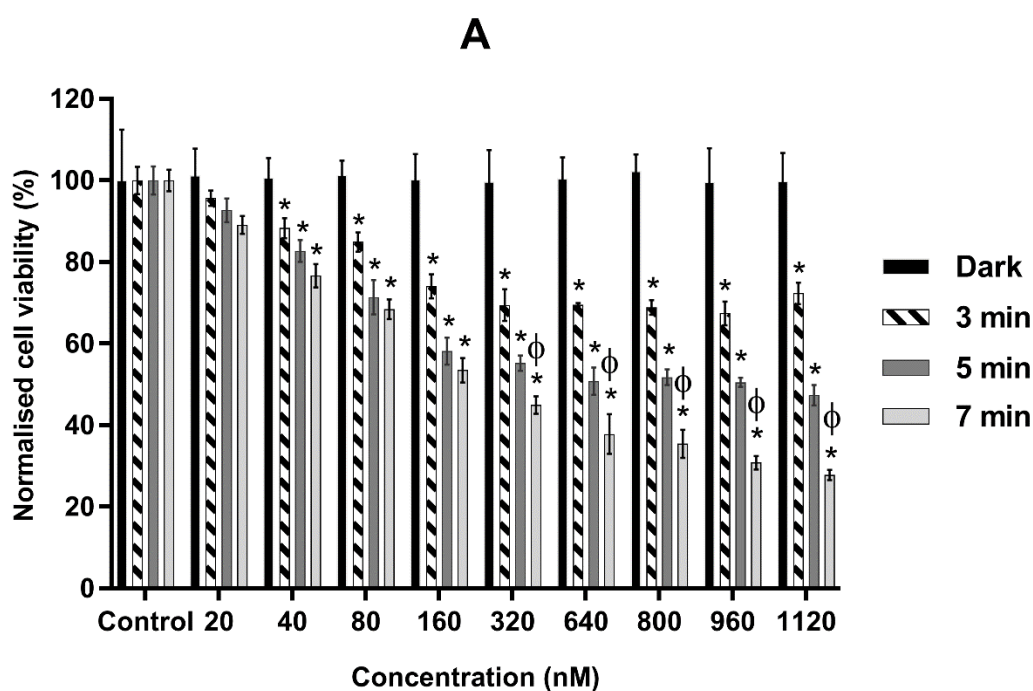 A
Normalised cell viability (%)
120
100
80
60
40
20
0
* * *
* * *
* * *
* * ϕ *
* * ϕ *
* * ϕ *
* * ϕ *
* * ϕ *
Control 20 40 80 160 320 640 800 960 1120
Concentration (nM)
Dark
3 min
5 min
7 min